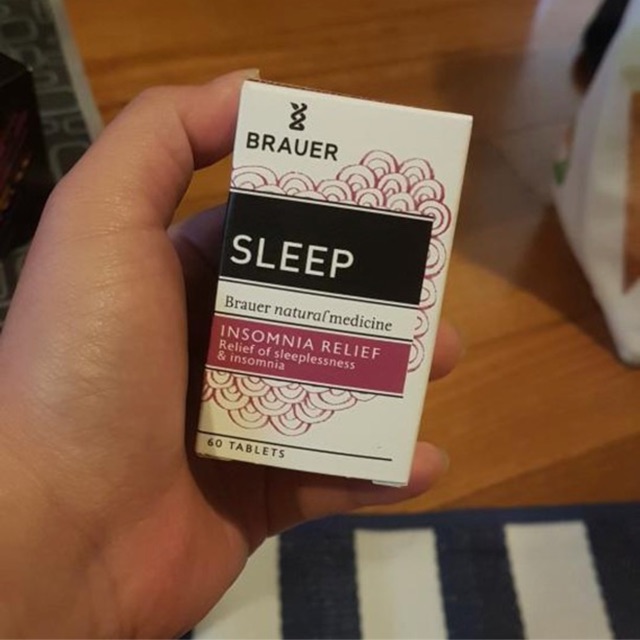 BRAUER
SLEEP
Brauer natural medicine
INSOMNIA RELIEF
Relief of sleeplessness
& insomnia
60 TABLETS